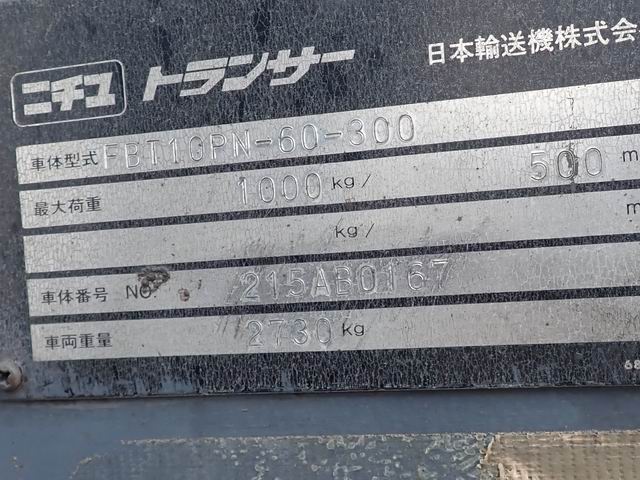 ニチユ トランサー 日本輸送機株式会
車体型式 FBT10PN-60-300
最大荷重 1000 kg/ 500 m
kg/ m
車体番号 NO. 215AB0167
車両重量 2730 kg
68